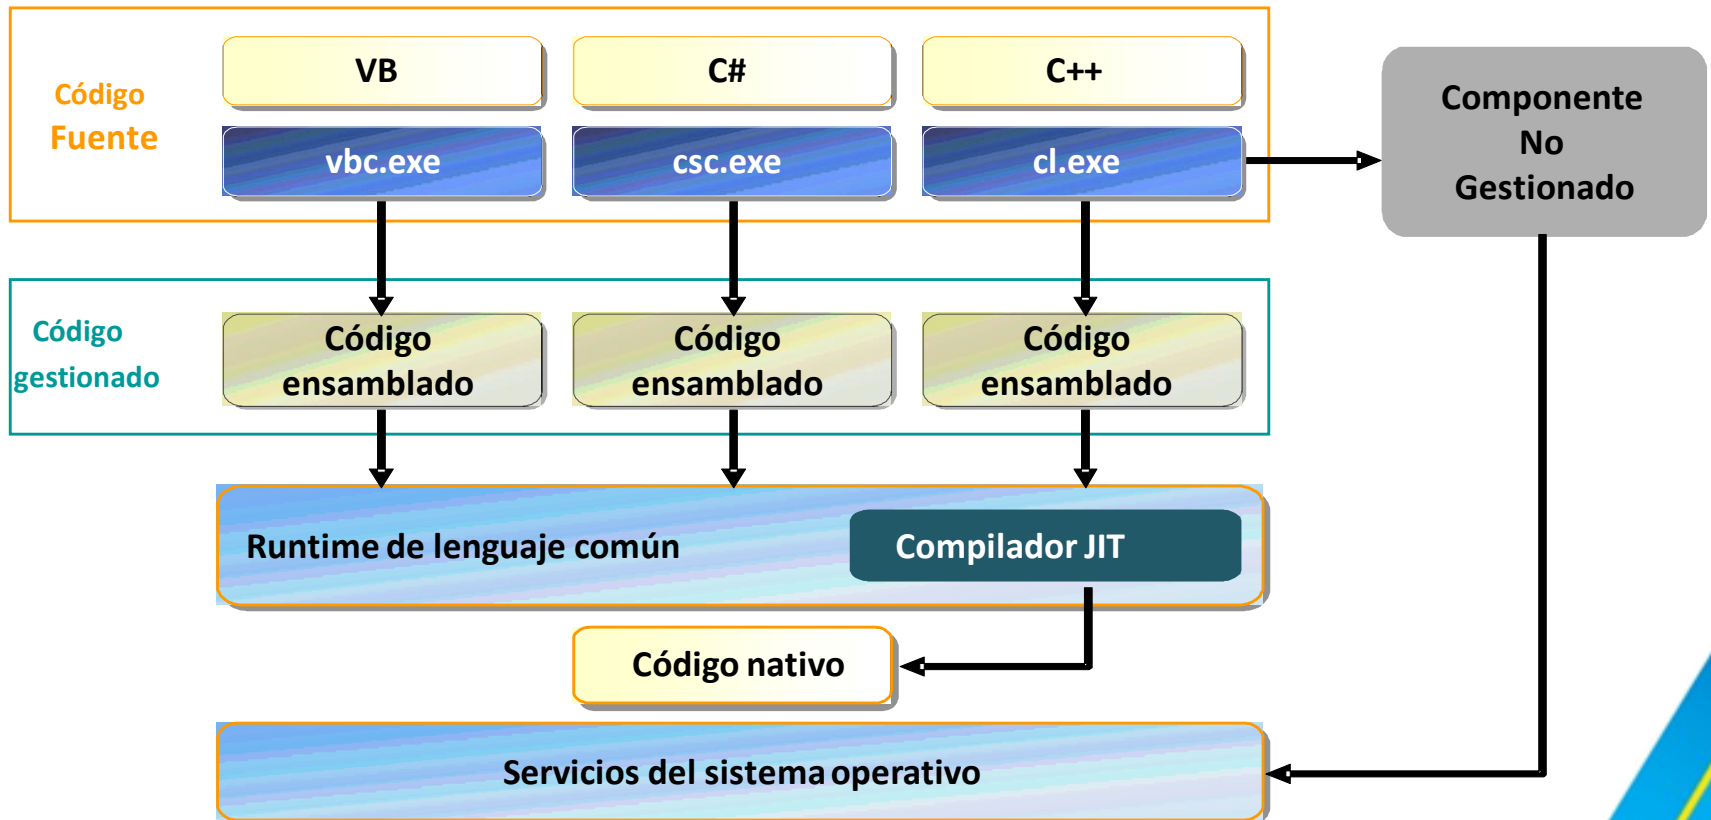 VB
C#
C++
Código
Fuente
vbc.exe
csc.exe
cl.exe
Componente
No
Gestionado
Código
gestionado
Código
ensamblado
Código
ensamblado
Código
ensamblado
Runtime de lenguaje común
Compilador JIT
Código nativo
Servicios del sistema operativo